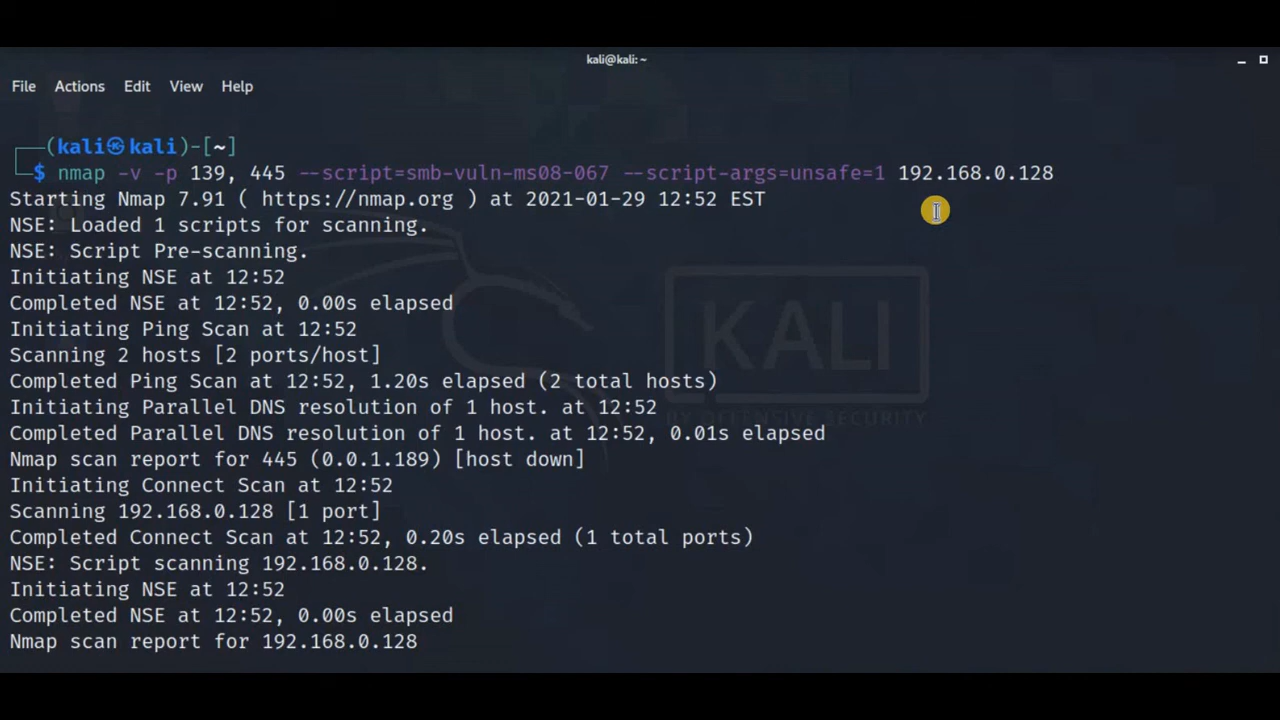 kali@kali: ~
File Actions Edit View Help
(kali㉿kali)-[~]
$ nmap -v -p 139, 445 --script=smb-vuln-ms08-067 --script-args=unsafe=1 192.168.0.128
Starting Nmap 7.91 ( https://nmap.org ) at 2021-01-29 12:52 EST
NSE: Loaded 1 scripts for scanning.
NSE: Script Pre-scanning.
Initiating NSE at 12:52
Completed NSE at 12:52, 0.00s elapsed
Initiating Ping Scan at 12:52
Scanning 2 hosts [2 ports/host]
Completed Ping Scan at 12:52, 1.20s elapsed (2 total hosts)
Initiating Parallel DNS resolution of 1 host. at 12:52
Completed Parallel DNS resolution of 1 host. at 12:52, 0.01s elapsed
Nmap scan report for 445 (0.0.1.189) [host down]
Initiating Connect Scan at 12:52
Scanning 192.168.0.128 [1 port]
Completed Connect Scan at 12:52, 0.20s elapsed (1 total ports)
NSE: Script scanning 192.168.0.128.
Initiating NSE at 12:52
Completed NSE at 12:52, 0.00s elapsed
Nmap scan report for 192.168.0.128
KALI
BY OFFENSIVE SECURITY